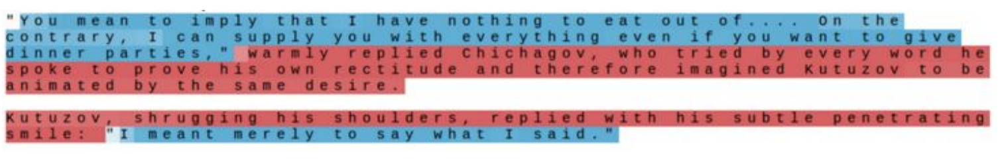 "You mean to imply that I have nothing to eat out of.... On the
contrary, I can supply you with everything even if you want to give
dinner parties," warmly replied Chichagov, who tried by every word he
spoke to prove his own rectitude and therefore imagined Kutuzov to be
animated by the same desire.
Kutuzov, shrugging his shoulders, replied with his subtle penetrating
smile: "I meant merely to say what I said."